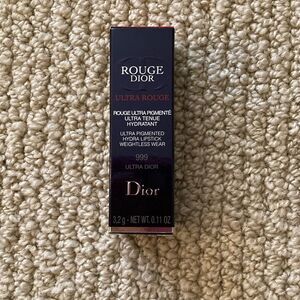 ROUGE
DIOR
ULTRA ROUGE
ROUGE ULTRA PIGMENTÉ
ULTRA TENUE
HYDRATANT
ULTRA PIGMENTED
HYDRA LIPSTICK
WEIGHTLESS WEAR
999
ULTRA DIOR
Dior
3,2 g - NET WT. 0.11 OZ